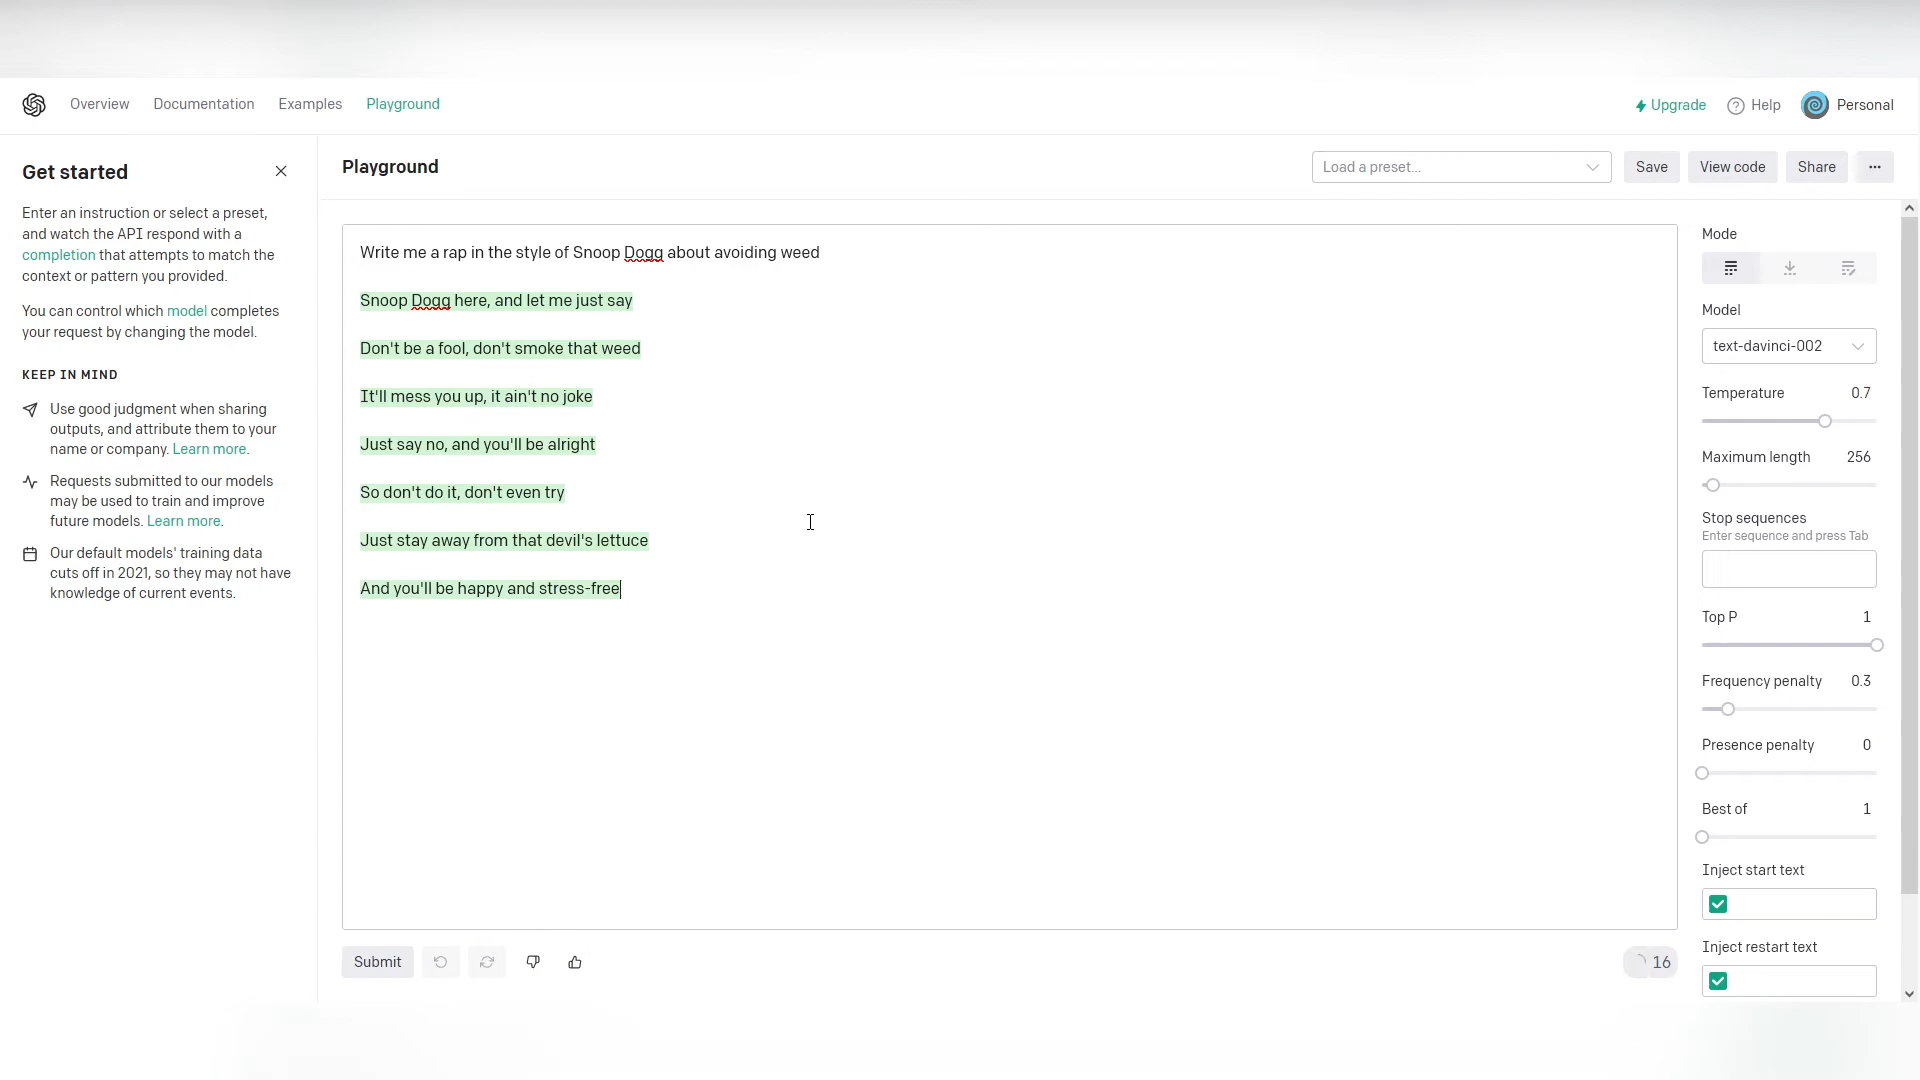 Overview Documentation Examples Playground
Upgrade Help Personal
Get started
Enter an instruction or select a preset,
and watch the API respond with a
completion that attempts to match the
context or pattern you provided.
You can control which model completes
your request by changing the model.
KEEP IN MIND
Use good judgment when sharing
outputs, and attribute them to your
name or company. Learn more.
Requests submitted to our models
may be used to train and improve
future models. Learn more.
Our default models' training data
cuts off in 2021, so they may not have
knowledge of current events.
Playground
Load a preset...
Save
View code
Share
...
Write me a rap in the style of Snoop Dogg about avoiding weed
Snoop Dogg here, and let me just say
Don't be a fool, don't smoke that weed
It'll mess you up, it ain't no joke
Just say no, and you'll be alright
So don't do it, don't even try
Just stay away from that devil's lettuce
And you'll be happy and stress-free
Submit
16
Mode
Model
text-davinci-002
Temperature 0.7
Maximum length 256
Stop sequences
Enter sequence and press Tab
Top P 1
Frequency penalty 0.3
Presence penalty 0
Best of 1
Inject start text
Inject restart text